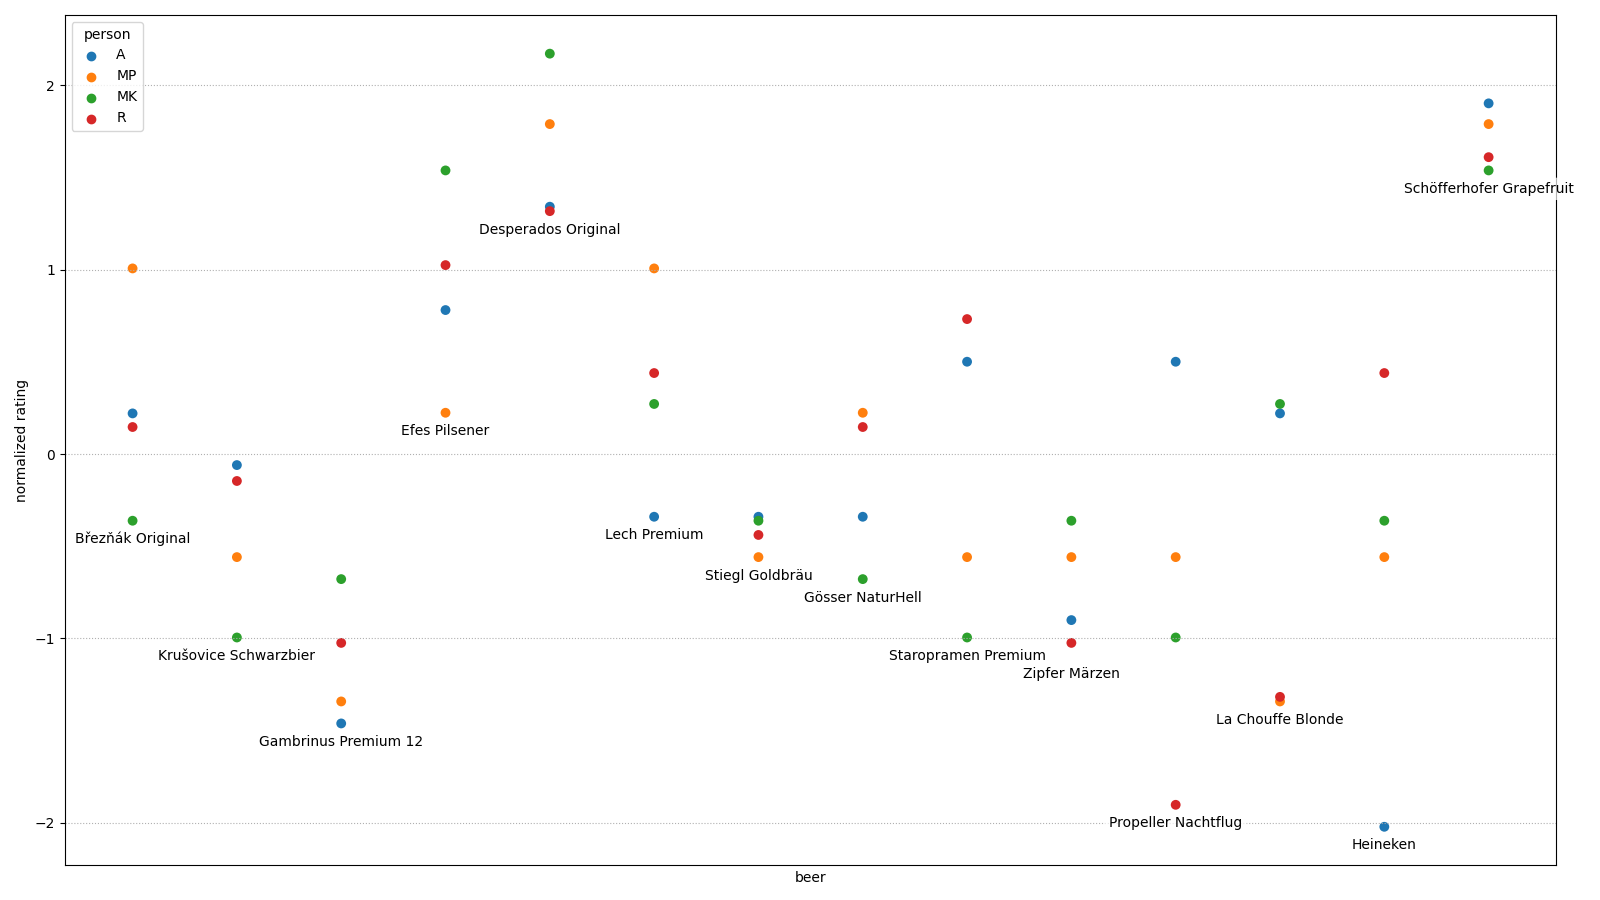 person
A
MP
MK
R
2
1
0
−1
−2
normalized rating
Březňák Original
Krušovice Schwarzbier
Gambrinus Premium 12
Efes Pilsener
Desperados Original
Lech Premium
Stiegl Goldbräu
Gösser NaturHell
Staropramen Premium
Zipfer Märzen
Propeller Nachtflug
La Chouffe Blonde
Heineken
Schöfferhofer Grapefruit
beer